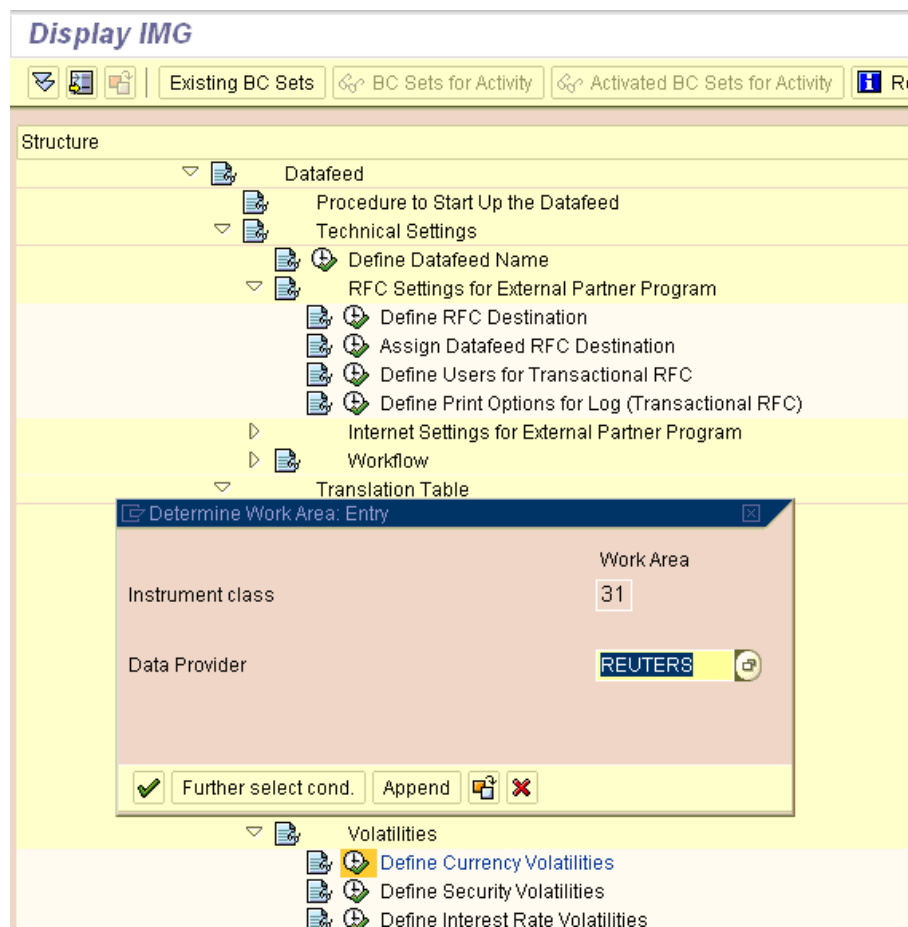 Display IMG
Existing BC Sets BC Sets for Activity Activated BC Sets for Activity
Structure
Datafeed
Procedure to Start Up the Datafeed
Technical Settings
Define Datafeed Name
RFC Settings for External Partner Program
Define RFC Destination
Assign Datafeed RFC Destination
Define Users for Transactional RFC
Define Print Options for Log (Transactional RFC)
Internet Settings for External Partner Program
Workflow
Translation Table
Determine Work Area: Entry
Work Area
Instrument class 31
Data Provider REUTERS
Further select cond. Append
Volatilities
Define Currency Volatilities
Define Security Volatilities
Define Interest Rate Volatilities